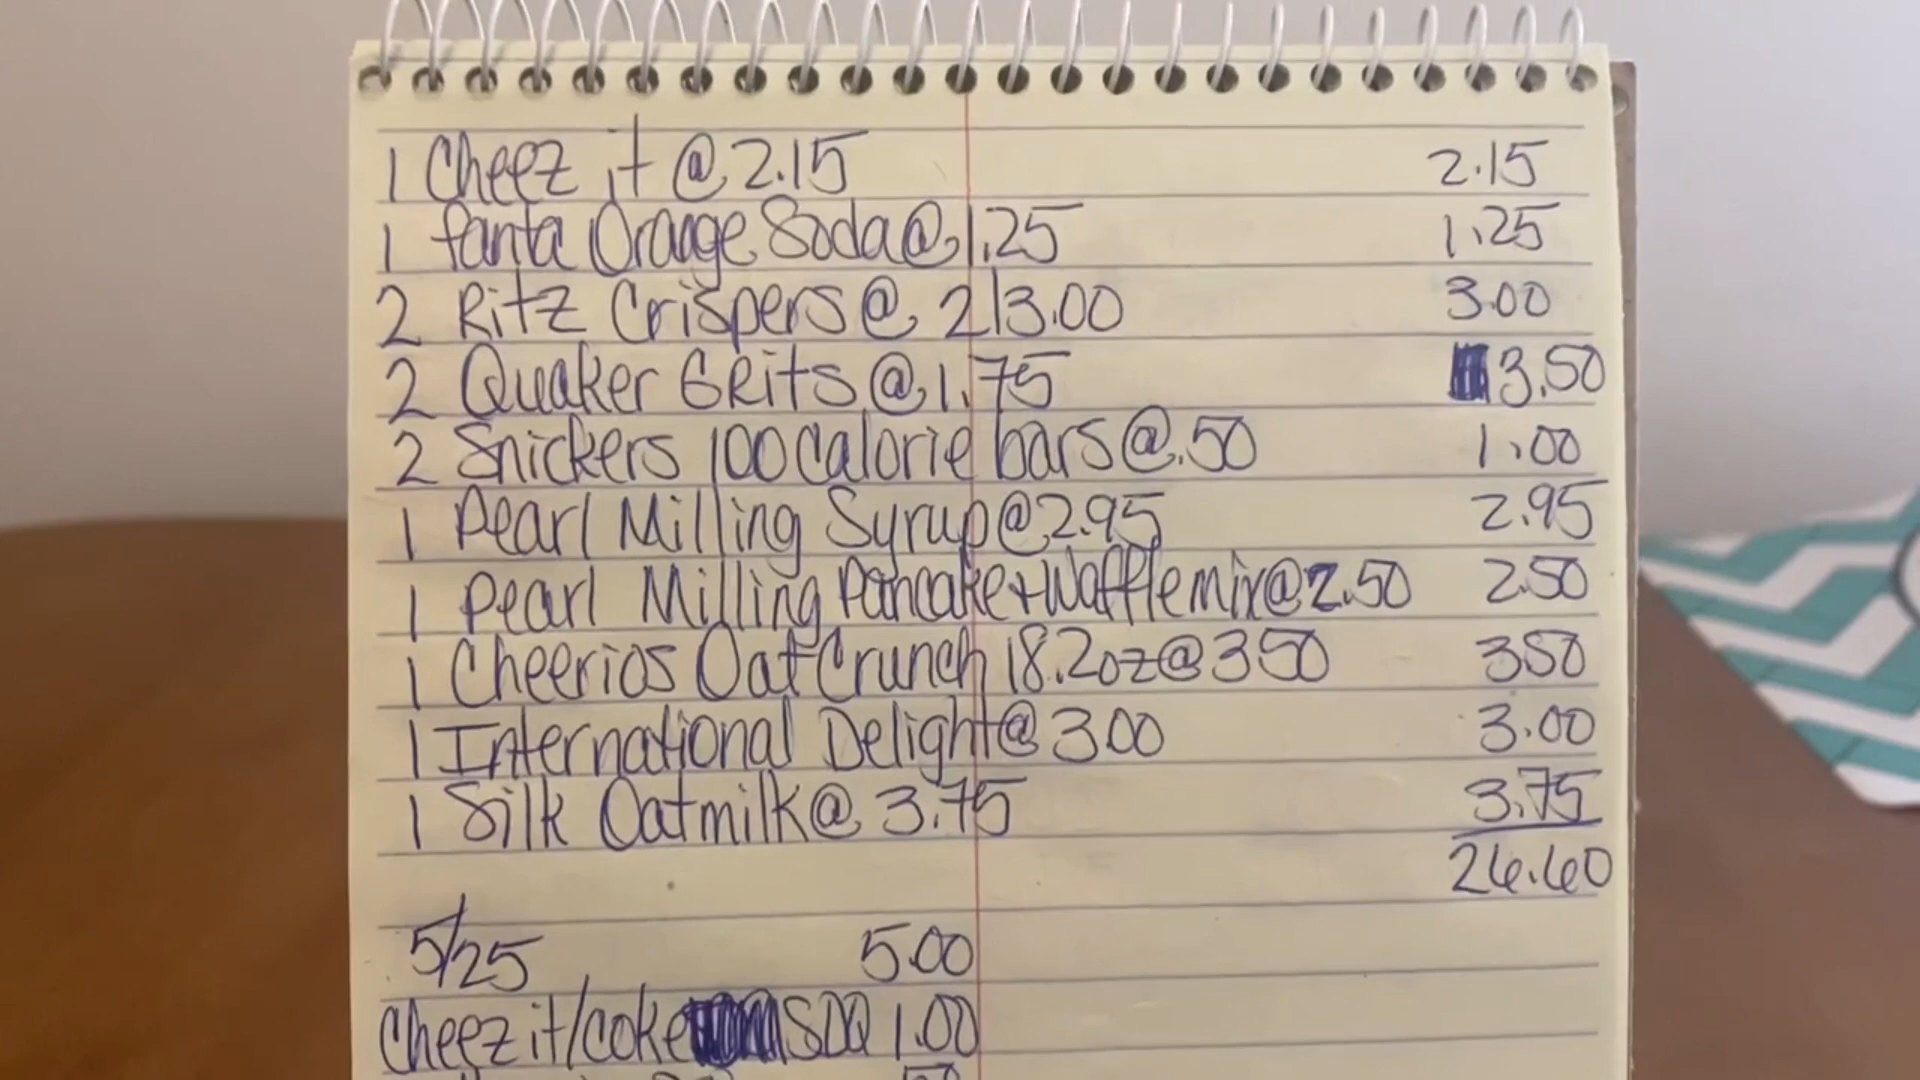 1 Cheez it @ 2.15 2.15
1 fanta Orange Soda @ 1.25 1.25
2 Ritz Crispers @ 2/3.00 3.00
2 Quaker GRits @ 1.75 3.50
2 Snickers 100 Calorie bars @ .50 1.00
1 Pearl Milling Syrup @ 2.95 2.95
1 Pearl Milling Pancake + Waffle mix @ 2.50 2.50
1 Cheerios Oat Crunch 18.2oz @ 350 350
1 International Delight @ 3.00 3.00
1 Silk Oatmilk @ 3.75 3.75
26.60
5/25 5.00
Cheez it/coke SDQ 1.00